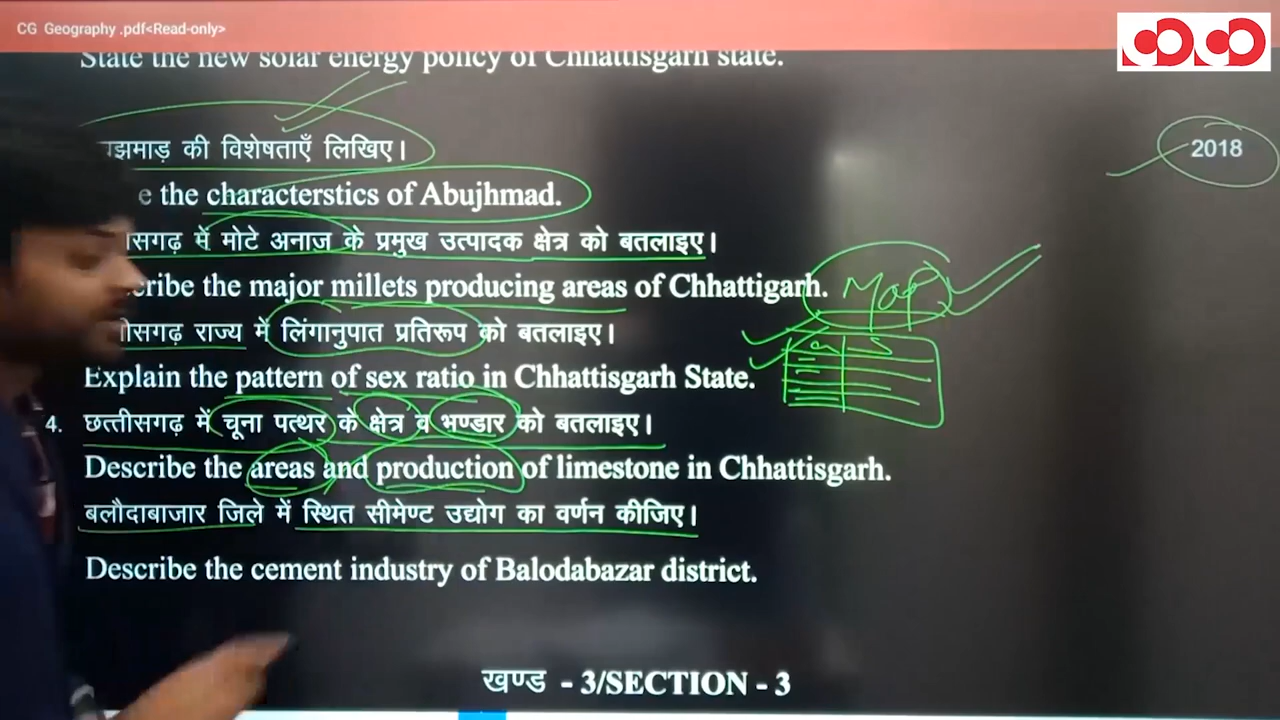 CG Geography .pdf<Read-only>
State the new solar energy policy of Chhattisgarh state.
झमाड़ की विशेषताएँ लिखिए।
2018
e the characterstics of Abujhmad.
सगढ़ में मोटे अनाज के प्रमुख उत्पादक क्षेत्र को बतलाइए।
cribe the major millets producing areas of Chhattigarh. Map
ीसगढ़ राज्य में लिंगानुपात प्रतिरूप को बतलाइए।
Explain the pattern of sex ratio in Chhattisgarh State.
4. छत्तीसगढ़ में चूना पत्थर के क्षेत्र व भण्डार को बतलाइए।
Describe the areas and production of limestone in Chhattisgarh.
बलौदाबाजार जिले में स्थित सीमेण्ट उद्योग का वर्णन कीजिए।
Describe the cement industry of Balodabazar district.
खण्ड - 3/SECTION - 3